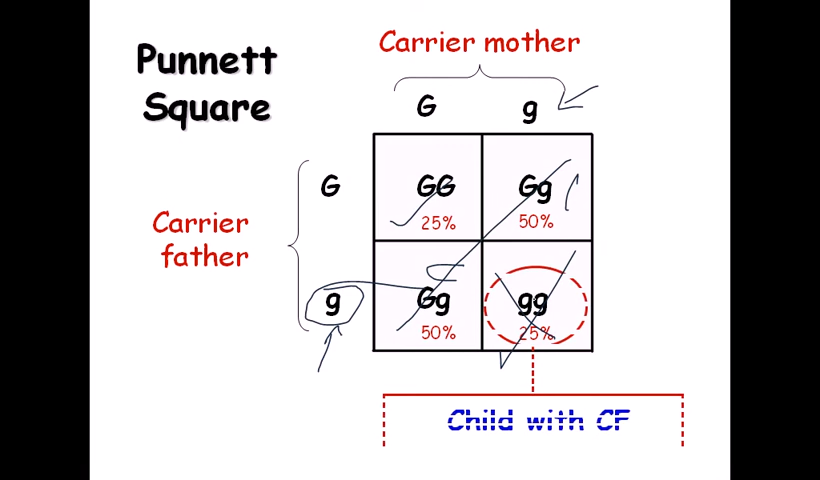 Punnett
Square
Carrier mother
G g
Carrier
father
G
GG
Gg
25%
50%
g
Gg
gg
50%
25%
Child with CF